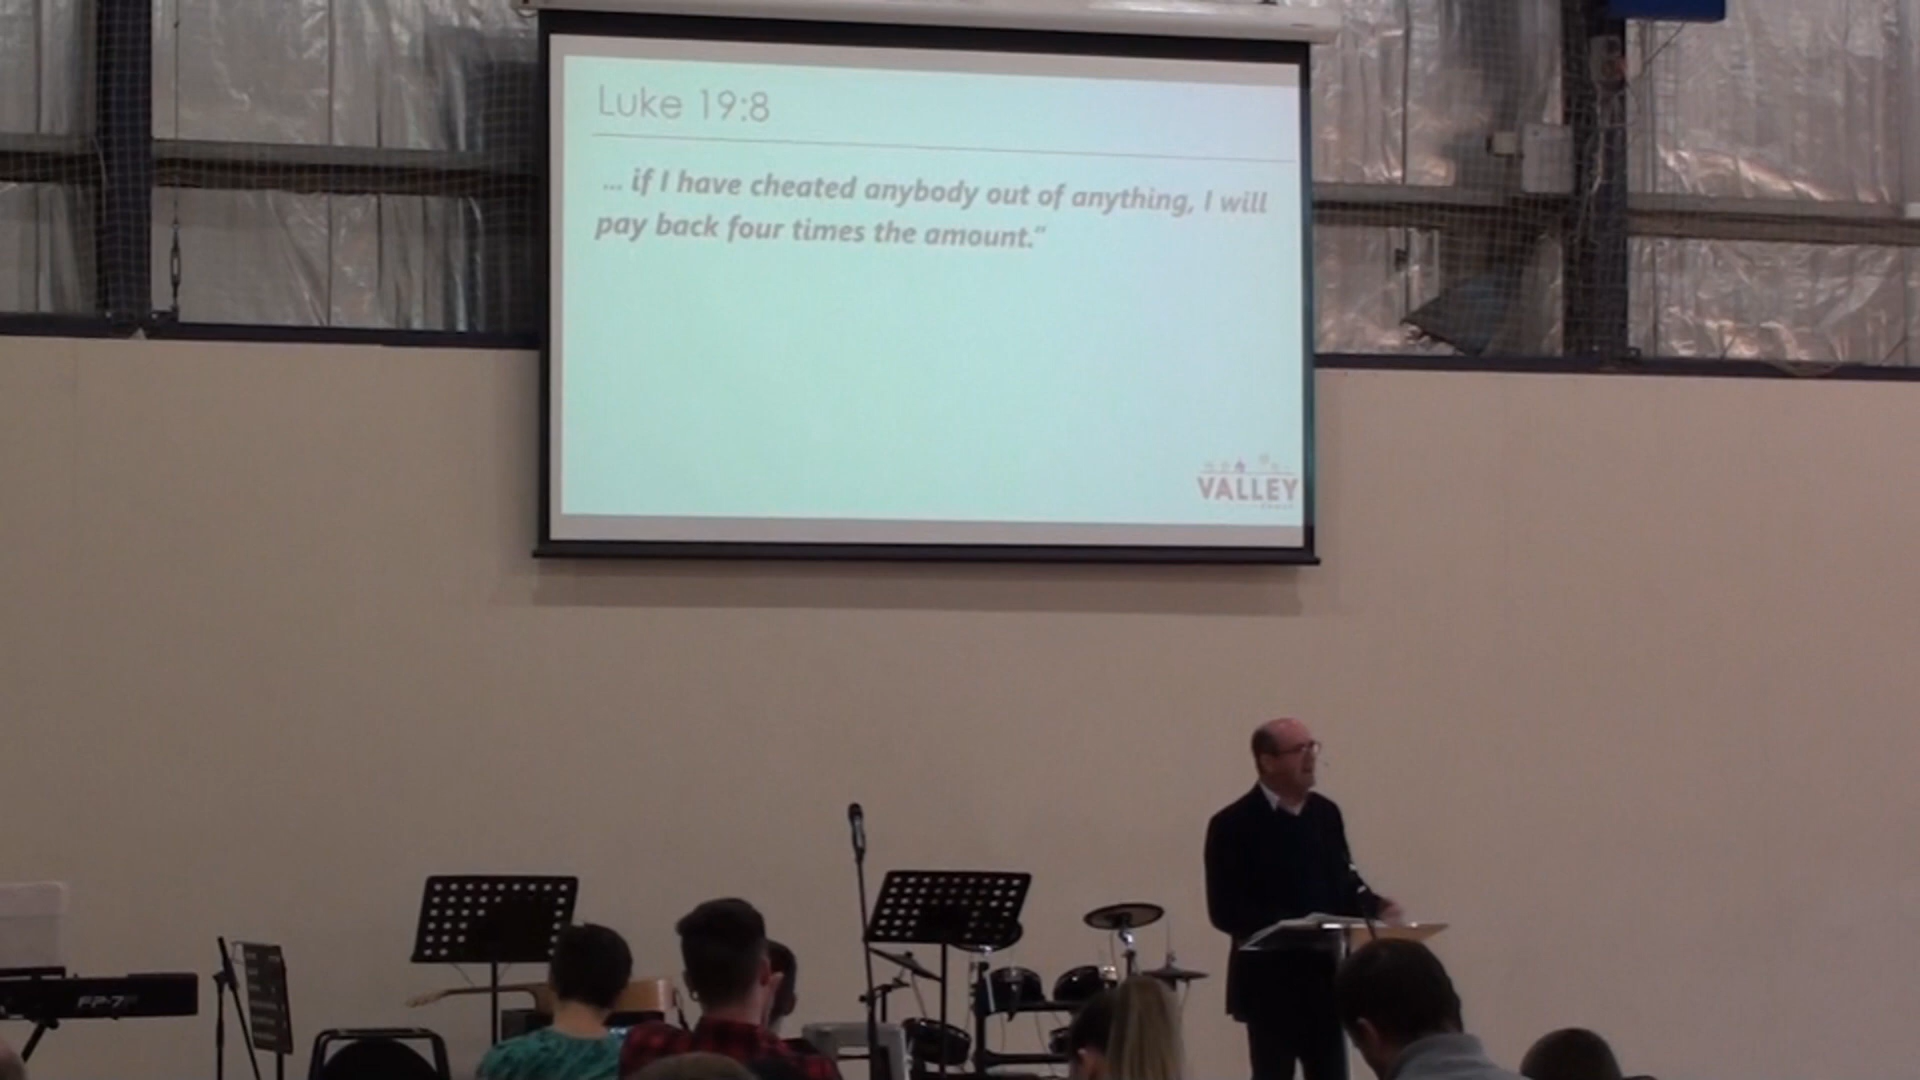 Luke 19:8
... if I have cheated anybody out of anything, I will
pay back four times the amount."
VALLEY
FP-7